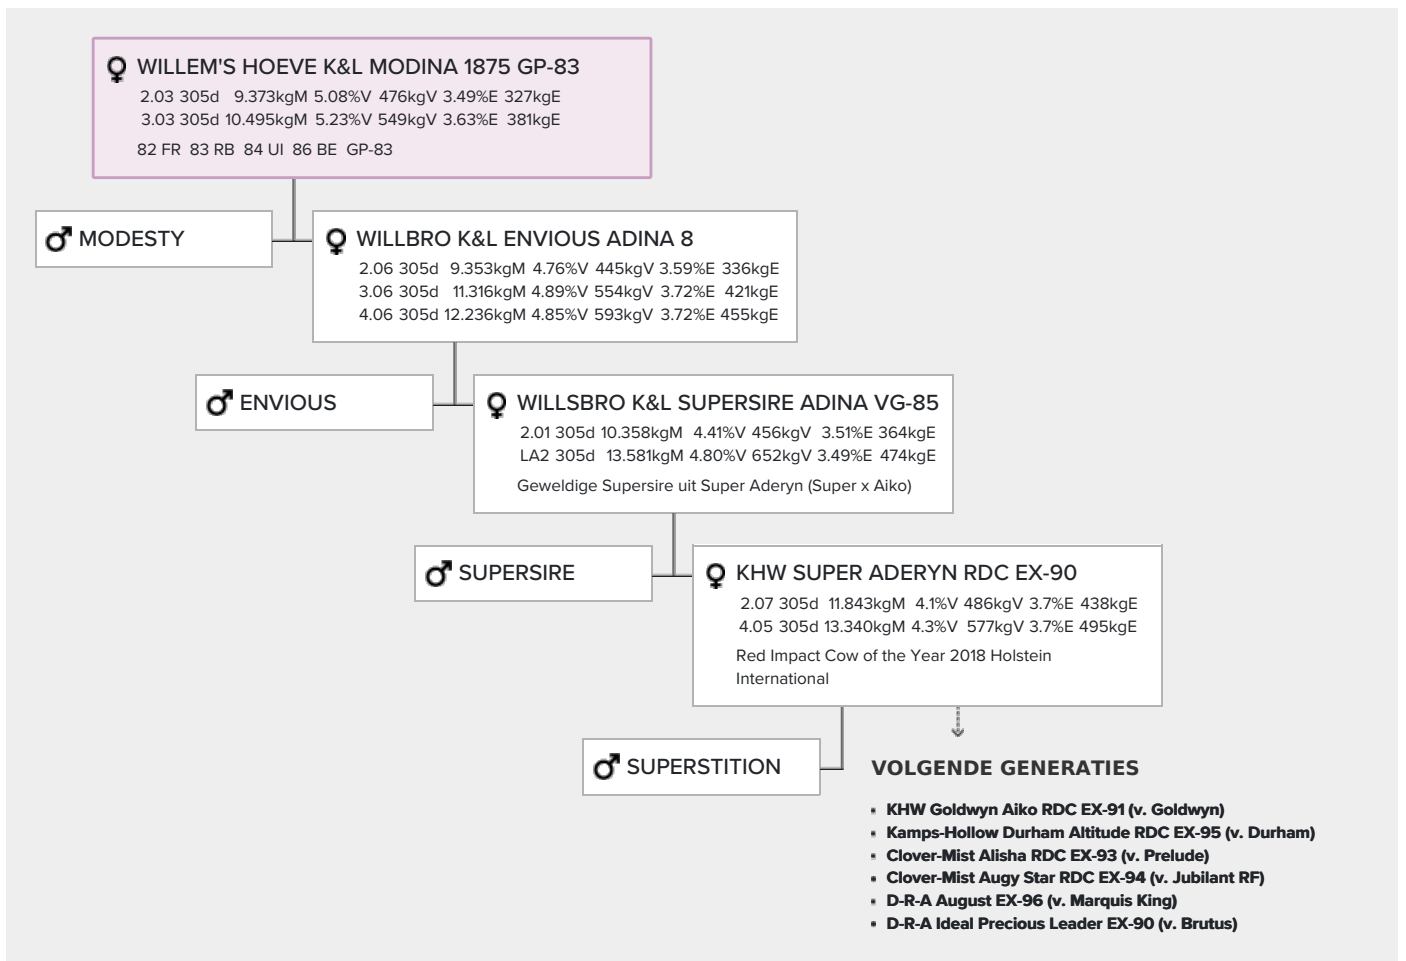 WILLEM'S HOEVE K&L MODINA 1875 GP-83
2.03 305d 9.373kgM 5.08%V 476kgV 3.49%E 327kgE
3.03 305d 10.495kgM 5.23%V 549kgV 3.63%E 381kgE
82 FR 83 RB 84 UI 86 BE GP-83
MODESTY
WILLBRO K&L ENVIOUS ADINA 8
2.06 305d 9.353kgM 4.76%V 445kgV 3.59%E 336kgE
3.06 305d 11.316kgM 4.89%V 554kgV 3.72%E 421kgE
4.06 305d 12.236kgM 4.85%V 593kgV 3.72%E 455kgE
ENVIOUS
WILLSBRO K&L SUPERSIRE ADINA VG-85
2.01 305d 10.358kgM 4.41%V 456kgV 3.51%E 364kgE
LA2 305d 13.581kgM 4.80%V 652kgV 3.49%E 474kgE
Geweldige Supersire uit Super Aderyn (Super x Aiko)
SUPERSIRE
KHW SUPER ADERYN RDC EX-90
2.07 305d 11.843kgM 4.1%V 486kgV 3.7%E 438kgE
4.05 305d 13.340kgM 4.3%V 577kgV 3.7%E 495kgE
Red Impact Cow of the Year 2018 Holstein
International
SUPERSTITION
VOLGENDE GENERATIES
KHW Goldwyn Aiko RDC EX-91 (v. Goldwyn)
Kamps-Hollow Durham Altitude RDC EX-95 (v. Durham)
Clover-Mist Alisha RDC EX-93 (v. Prelude)
Clover-Mist Augy Star RDC EX-94 (v. Jubilant RF)
D-R-A August EX-96 (v. Marquis King)
D-R-A Ideal Precious Leader EX-90 (v. Brutus)